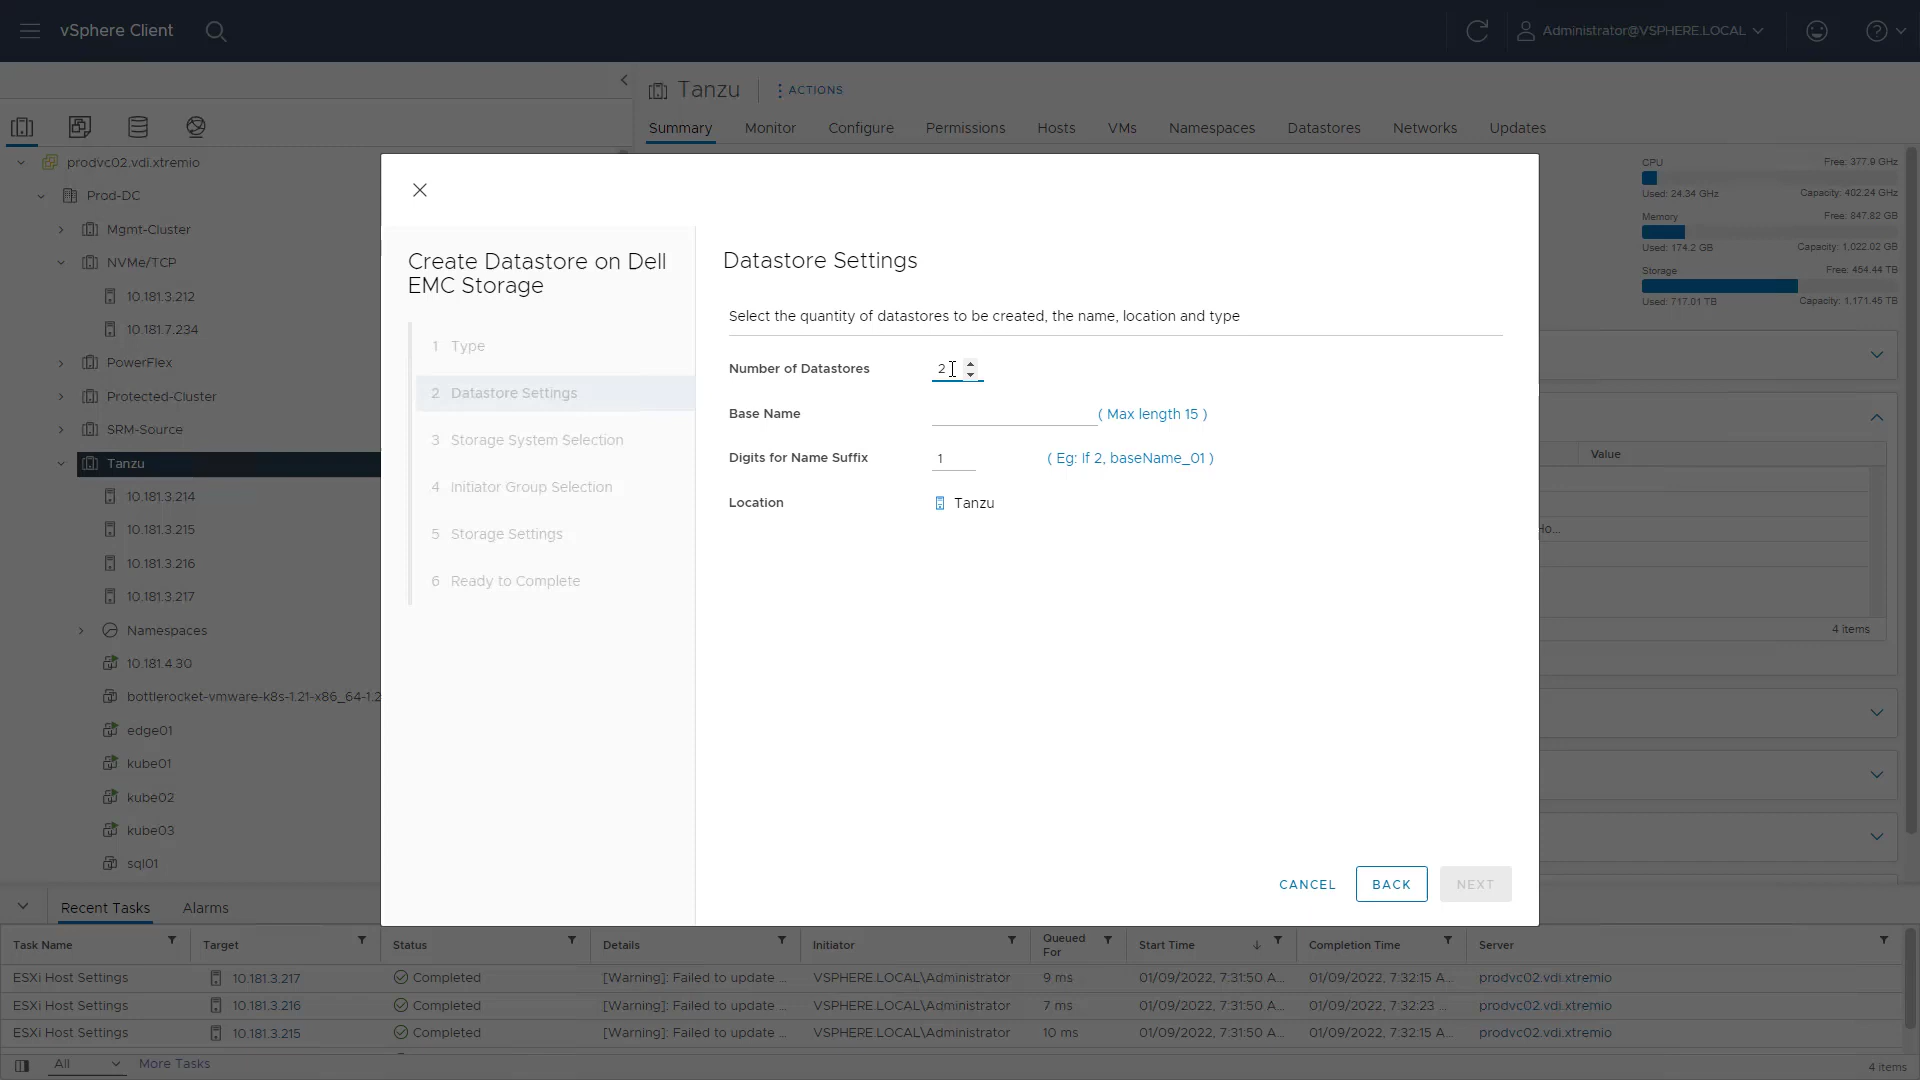 vSphere Client
Administrator@VSPHERE.LOCAL
Tanzu
ACTIONS
Summary Monitor Configure Permissions Hosts VMs Namespaces Datastores Networks Updates
prodvc02.vdi.xtremio
Prod-DC
Mgmt-Cluster
NVMe/TCP
10.181.3.212
10.181.7.234
PowerFlex
Protected-Cluster
SRM-Source
Tanzu
10.181.3.214
10.181.3.215
10.181.3.216
10.181.3.217
Namespaces
10.181.4.30
bottlerocket-vmware-k8s-1.21-x86_64-1.2
edge01
kube01
kube02
kube03
sql01
CPU Free: 377.9 GHz
Used: 24.34 GHz Capacity: 402.24 GHz
Memory Free: 847.82 GB
Used: 174.2 GB Capacity: 1,022.02 GB
Storage Free: 454.44 TB
Used: 717.01 TB Capacity: 1,171.45 TB
Value
Ho...
4 items
Create Datastore on Dell
EMC Storage
1 Type
2 Datastore Settings
3 Storage System Selection
4 Initiator Group Selection
5 Storage Settings
6 Ready to Complete
Datastore Settings
Select the quantity of datastores to be created, the name, location and type
Number of Datastores 2
Base Name ( Max length 15 )
Digits for Name Suffix 1 ( Eg: If 2, baseName_01 )
Location Tanzu
CANCEL BACK NEXT
Recent Tasks Alarms
Task Name Target Status Details Initiator Queued For Start Time Completion Time Server
ESXi Host Settings 10.181.3.217 Completed [Warning]: Failed to update ... VSPHERE.LOCAL\Administrator 9 ms 01/09/2022, 7:31:50 A... 01/09/2022, 7:32:15 A... prodvc02.vdi.xtremio
ESXi Host Settings 10.181.3.216 Completed [Warning]: Failed to update ... VSPHERE.LOCAL\Administrator 7 ms 01/09/2022, 7:31:50 A... 01/09/2022, 7:32:23 ... prodvc02.vdi.xtremio
ESXi Host Settings 10.181.3.215 Completed [Warning]: Failed to update ... VSPHERE.LOCAL\Administrator 10 ms 01/09/2022, 7:31:50 A... 01/09/2022, 7:32:15 A... prodvc02.vdi.xtremio
All More Tasks 4 items